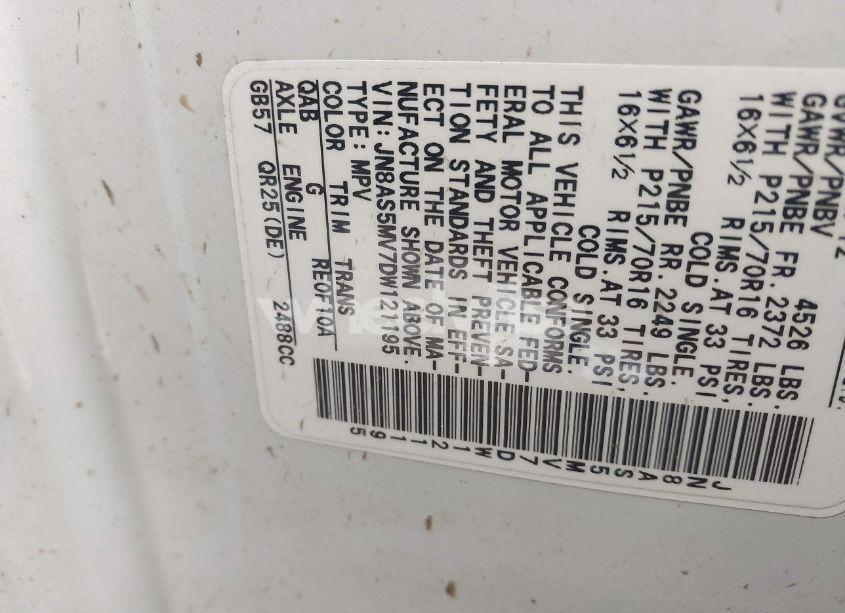 4526 LBS.
GAWR/PNBE FR. 2372 LBS.
WITH P215/70R16 TIRES,
16X6½ RIMS.AT 33 PSI
COLD SINGLE.
GAWR/PNBE RR. 2249 LBS.
WITH P215/70R16 TIRES,
16X6½ RIMS.AT 33 PSI
COLD SINGLE.
THIS VEHICLE CONFORMS
TO ALL APPLICABLE FED-
ERAL MOTOR VEHICLE SA-
FETY AND THEFT PREVEN-
TION STANDARDS IN EFF-
ECT ON THE DATE OF MA-
NUFACTURE SHOWN ABOVE.
VIN: JN8AS5MV7DW121195
TYPE: MPV
COLOR TRIM TRANS
QAB G RE0F10A
AXLE ENGINE
GB57 QR25(DE) 2488CC
JN8AS5MV7DW121195